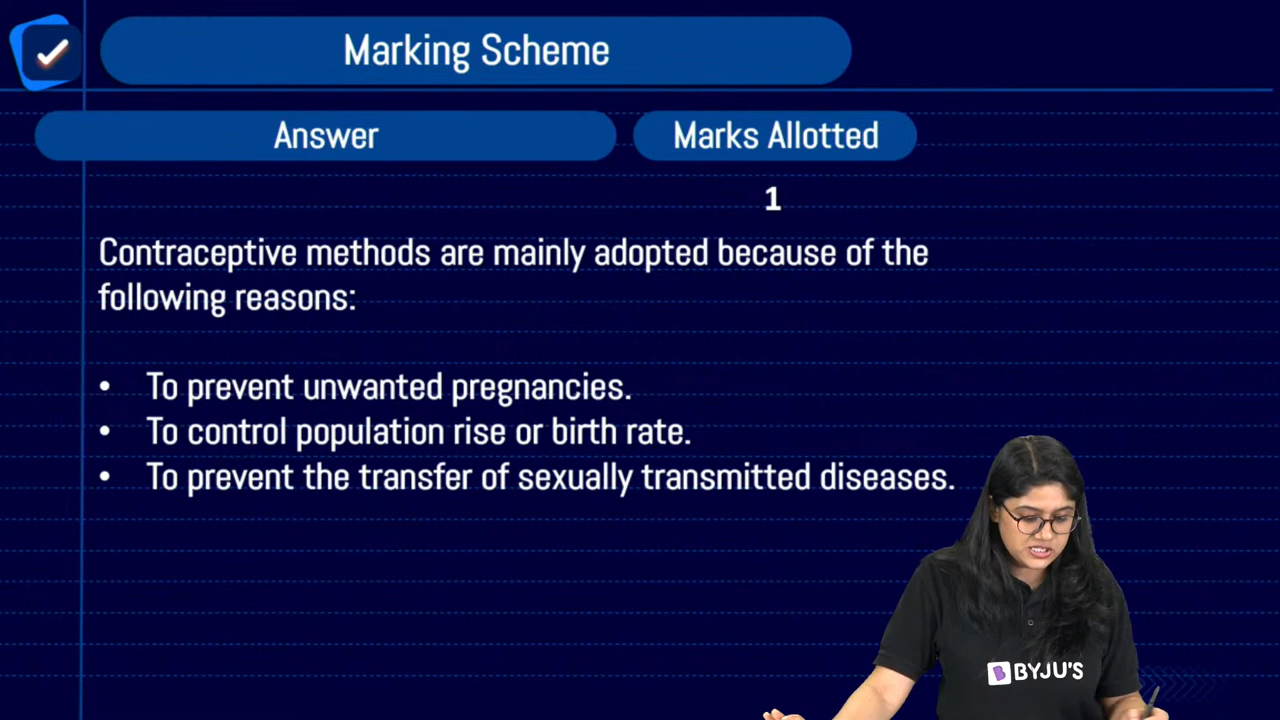 Marking Scheme
Answer
Marks Allotted
1
Contraceptive methods are mainly adopted because of the
following reasons:
• To prevent unwanted pregnancies.
• To control population rise or birth rate.
• To prevent the transfer of sexually transmitted diseases.
B BYJU'S